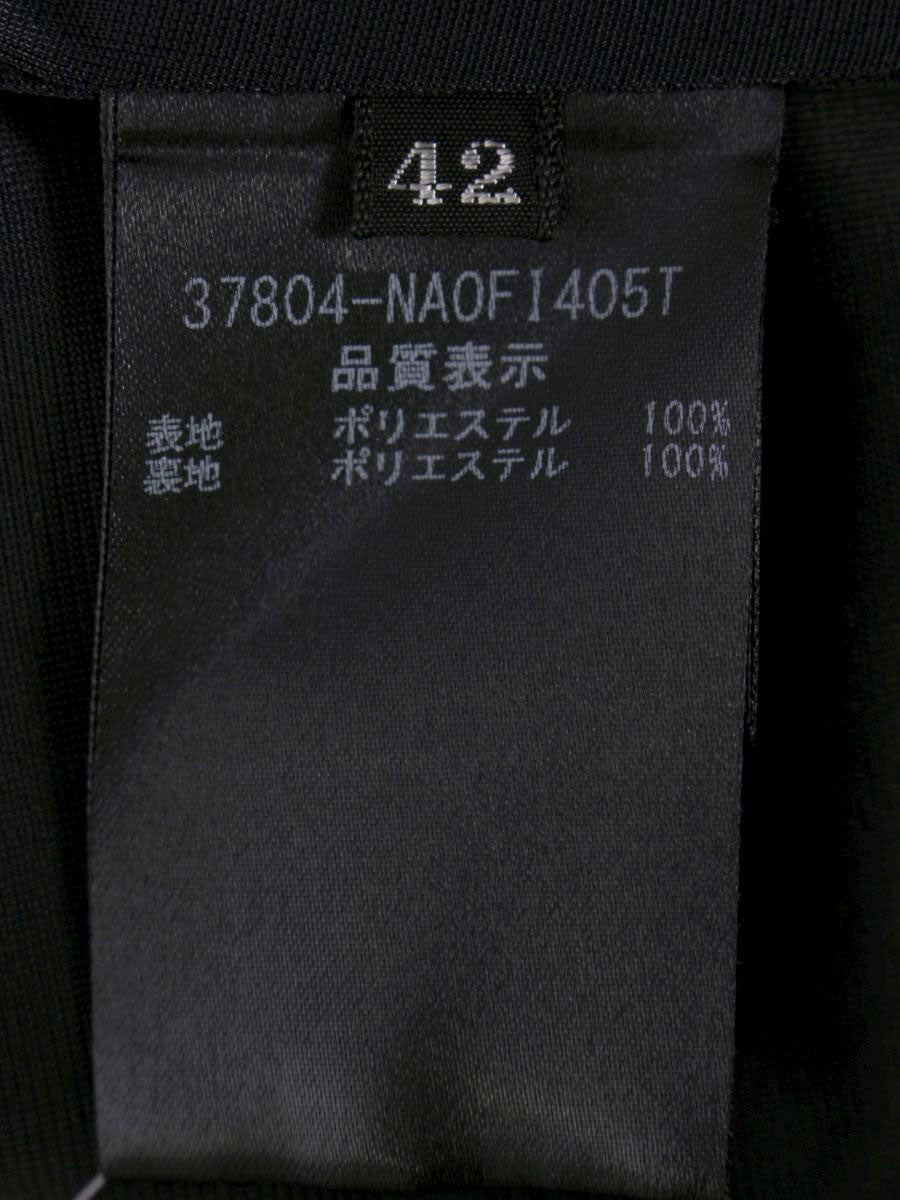 42
37804-NAOFI405T
品質表示
表地 ポリエステル 100%
裏地 ポリエステル 100%